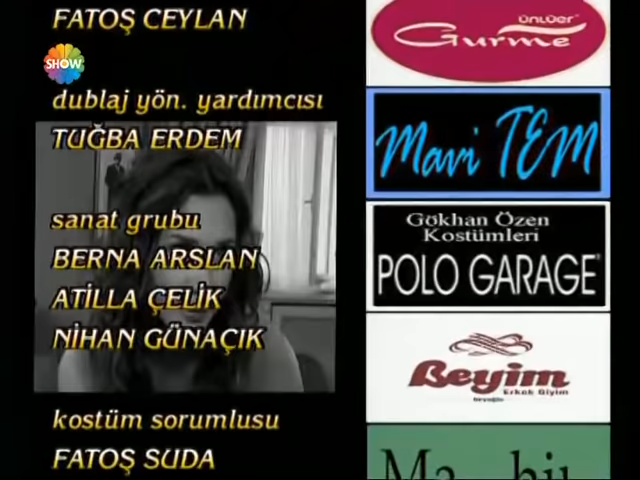 FATOŞ CEYLAN
SHOW
dublaj yön. yardımcısı
TUĞBA ERDEM
sanat grubu
BERNA ARSLAN
ATİLLA ÇELİK
NİHAN GÜNAÇIK
kostüm sorumlusu
FATOŞ SUDA
ÜNLÜER
Gurme
Mavi TEM
Gökhan Özen
Kostümleri
POLO GARAGE
Beyim
Erkek Giyim